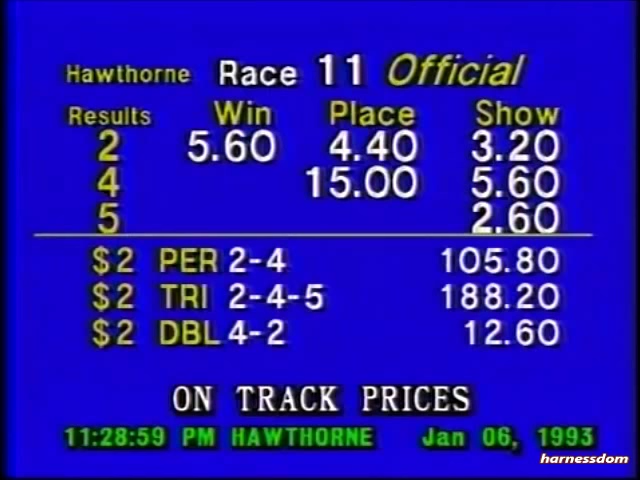 Hawthorne Race 11 Official
Results Win Place Show
2 5.60 4.40 3.20
4 15.00 5.60
5 2.60
$2 PER 2-4 105.80
$2 TRI 2-4-5 188.20
$2 DBL 4-2 12.60
ON TRACK PRICES
11:28:59 PM HAWTHORNE Jan 06, 1993
harnessdom